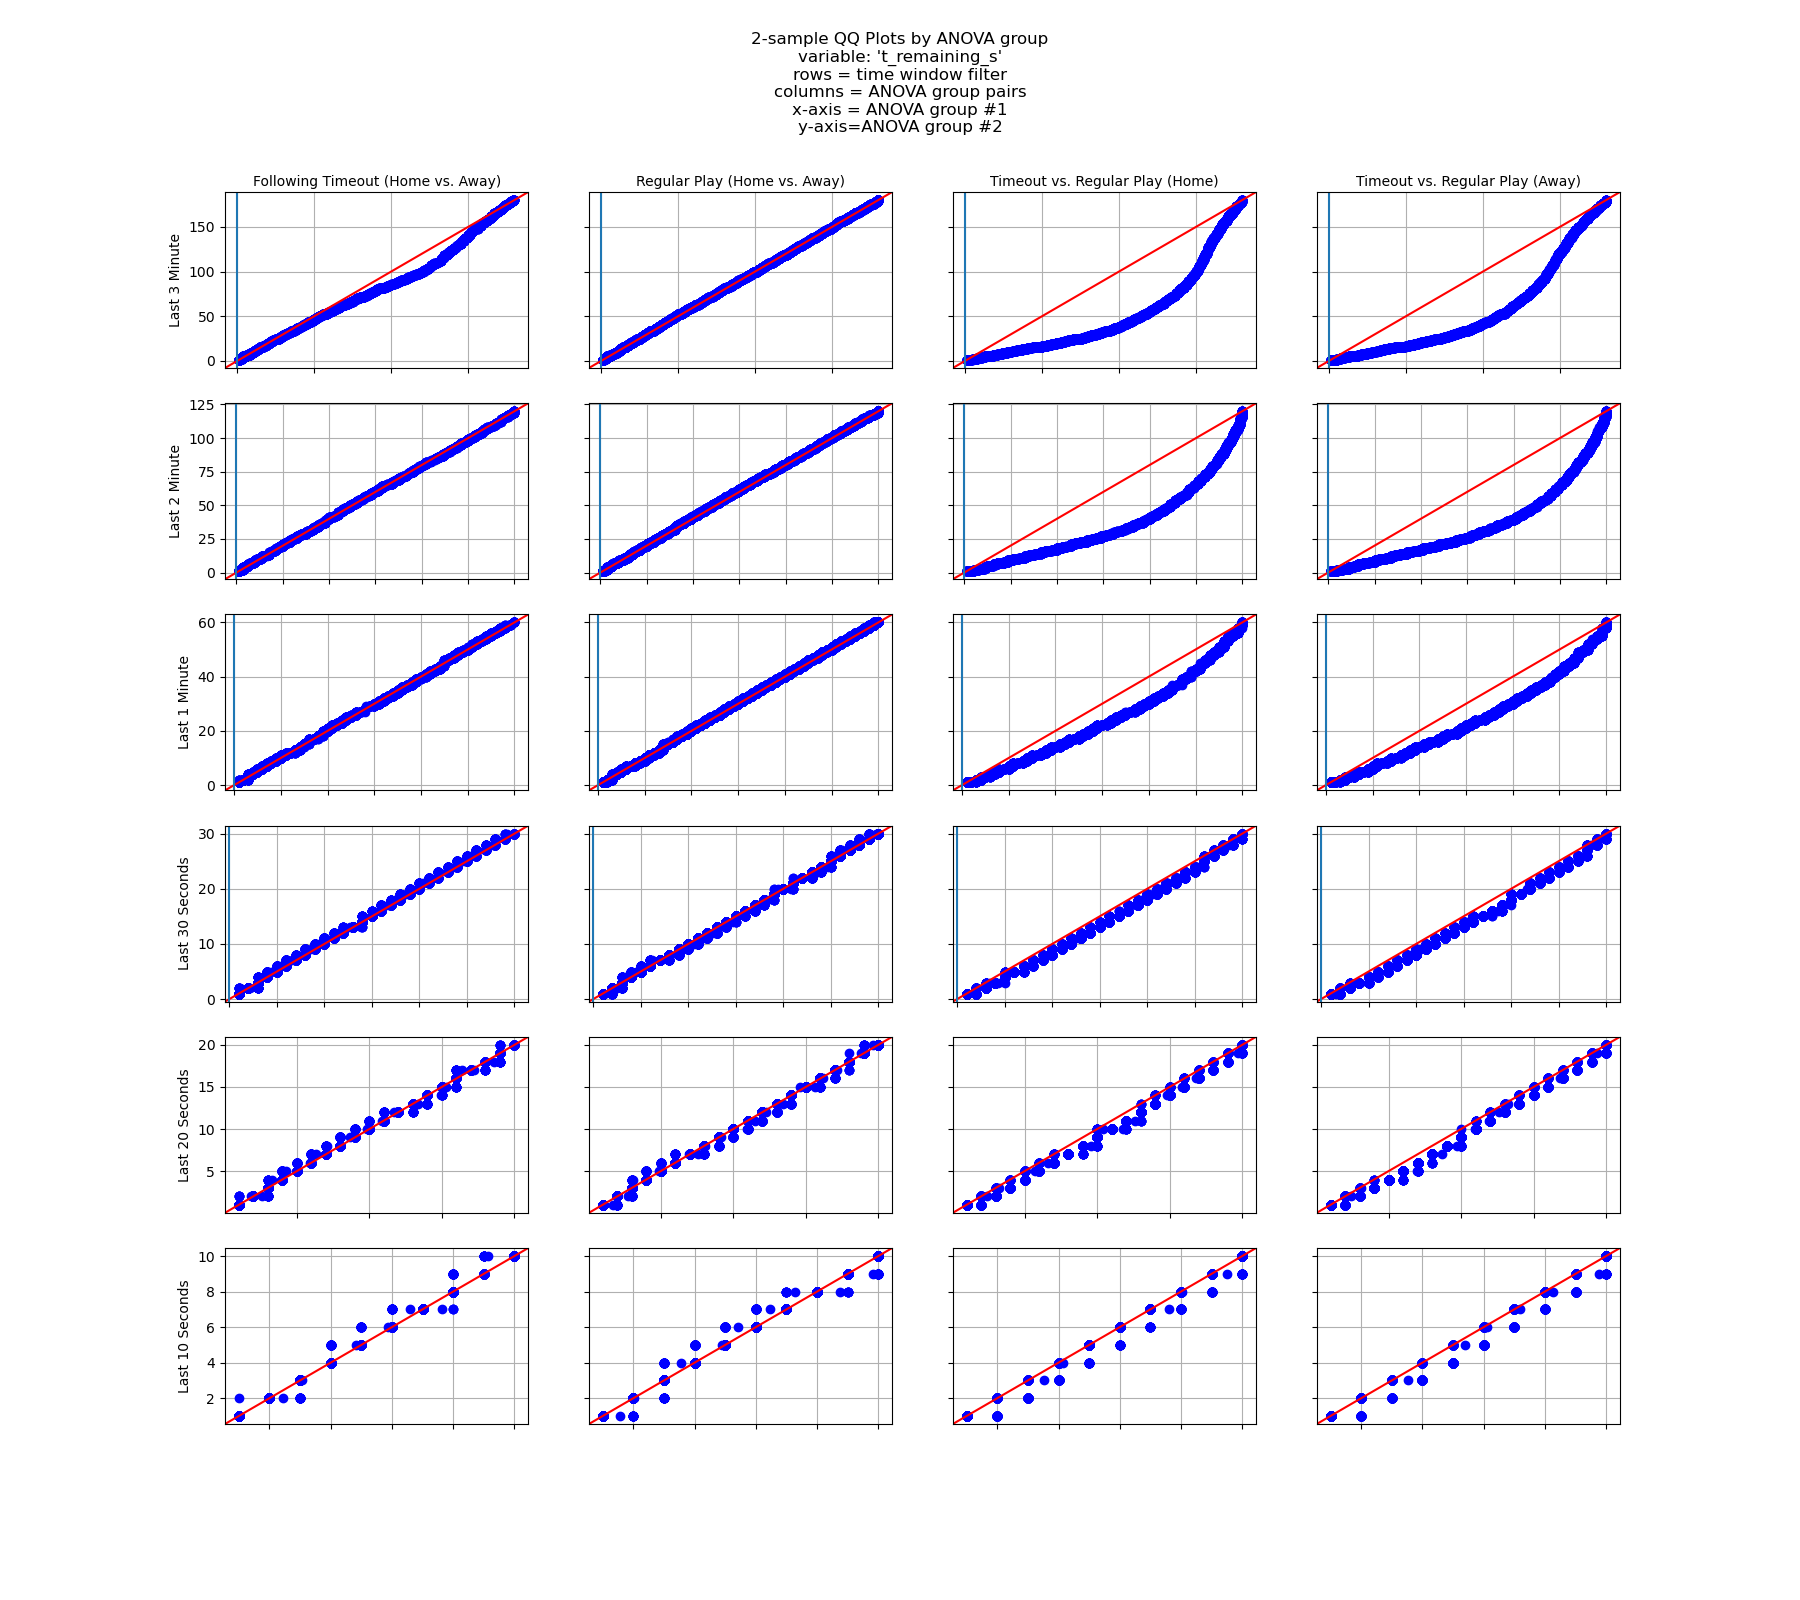 2-sample QQ Plots by ANOVA group
variable: 't_remaining_s'
rows = time window filter
columns = ANOVA group pairs
x-axis = ANOVA group #1
y-axis=ANOVA group #2
Following Timeout (Home vs. Away)
Regular Play (Home vs. Away)
Timeout vs. Regular Play (Home)
Timeout vs. Regular Play (Away)
Last 3 Minute
150
100
50
0
Last 2 Minute
125
100
75
50
25
0
Last 1 Minute
60
40
20
0
Last 30 Seconds
30
20
10
0
Last 20 Seconds
20
15
10
5
Last 10 Seconds
10
8
6
4
2